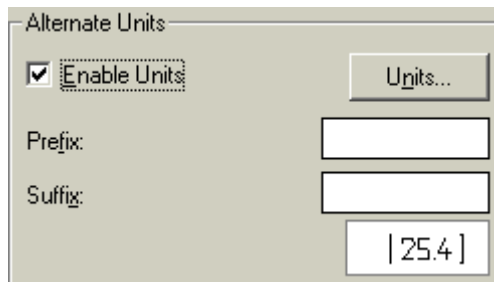 Alternate Units
Enable Units
Units...
Prefix:
Suffix:
| 25.4 ]